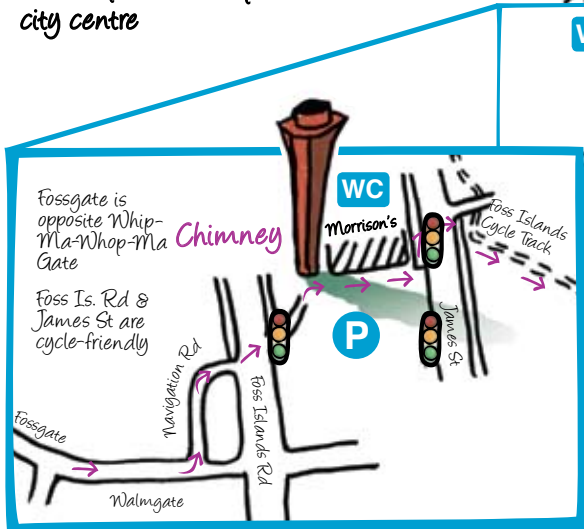 city centre
W
Fossgate is
opposite Whip-
Ma-Whop-Ma
Gate
Chimney
WC
Morrison's
Foss Islands
Cycle Track
Foss Is. Rd &
James St are
cycle-friendly
P
James St
Navigation Rd
Foss Islands Rd
Fossgate
Walmgate